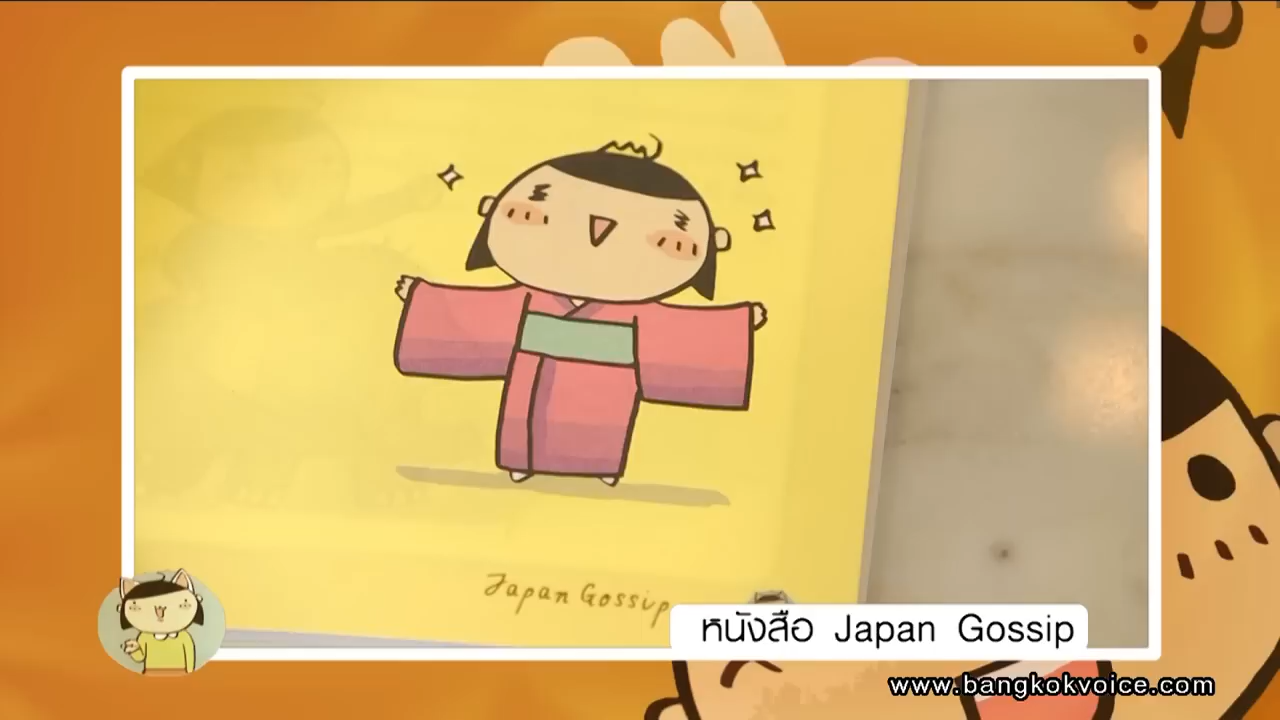 Japan Gossip
หนังสือ Japan Gossip
www.bangkokvoice.com